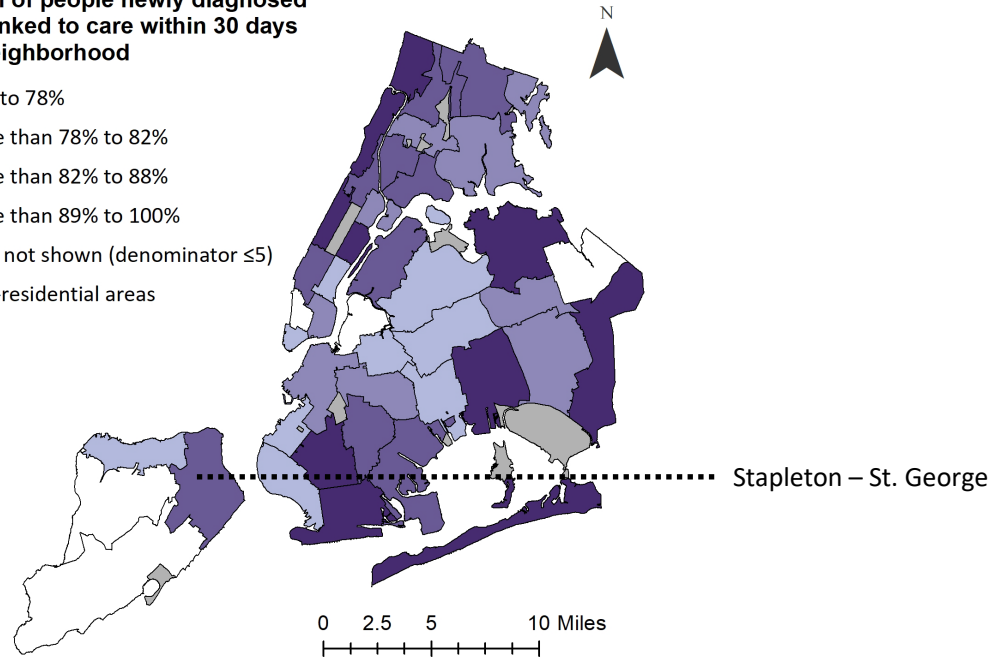 of people newly diagnosed
nked to care within 30 days
ighborhood
to 78%
e than 78% to 82%
e than 82% to 88%
e than 89% to 100%
not shown (denominator ≤5)
residential areas
N
Stapleton – St. George
0 2.5 5 10 Miles